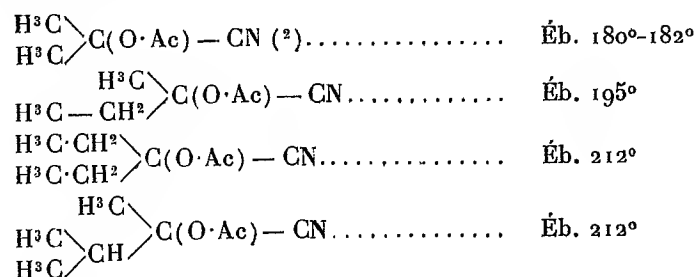 H³C
H³C C(O·Ac) — CN (²)................. Éb. 180°-182°
H³C
H³C — CH² C(O·Ac) — CN.............. Éb. 195°
H³C·CH²
H³C·CH² C(O·Ac) — CN............... Éb. 212°
H³C
H³C
H³C CH C(O·Ac) — CN............... Éb. 212°